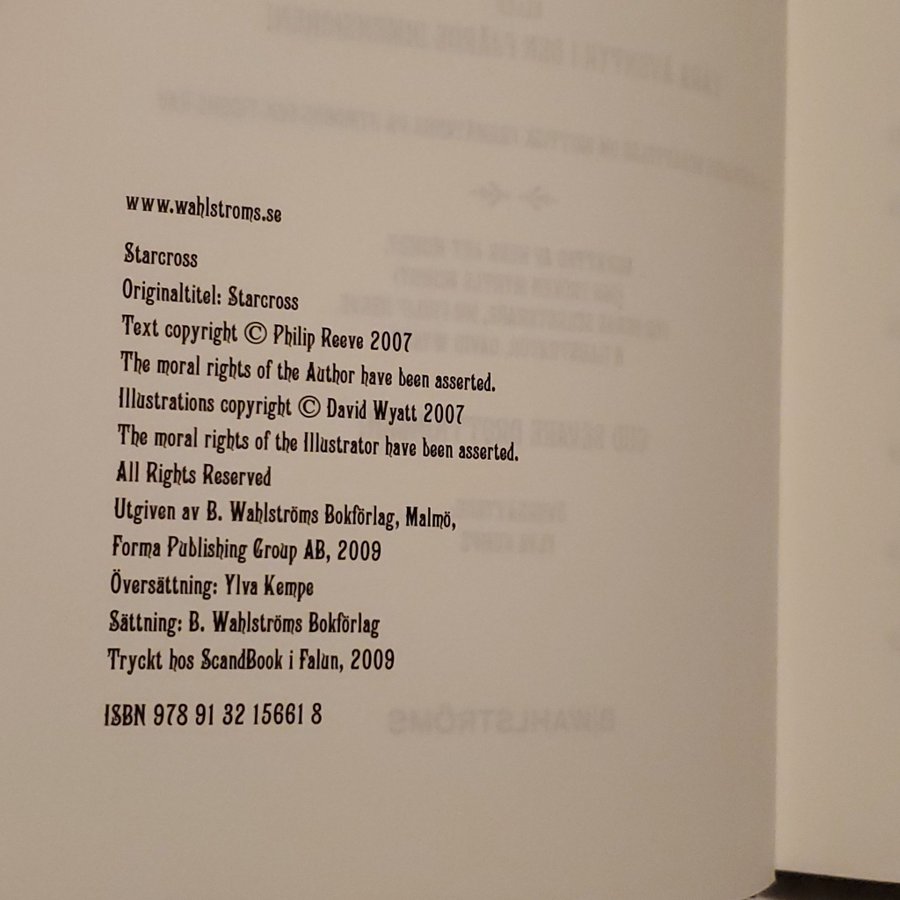 www.wahlstroms.se
Starcross
Originaltitel: Starcross
Text copyright © Philip Reeve 2007
The moral rights of the Author have been asserted.
Illustrations copyright © David Wyatt 2007
The moral rights of the Illustrator have been asserted.
All Rights Reserved
Utgiven av B. Wahlströms Bokförlag, Malmö,
Forma Publishing Group AB, 2009
Översättning: Ylva Kempe
Sättning: B. Wahlströms Bokförlag
Tryckt hos ScandBook i Falun, 2009
ISBN 978 91 32 15661 8
B.WAHLSTRÖMS